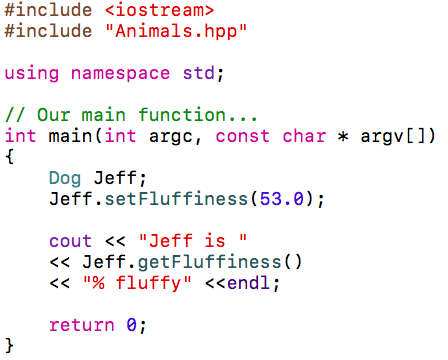 #include <iostream>
#include "Animals.hpp"

using namespace std;

// Our main function...
int main(int argc, const char * argv[])
{
    Dog Jeff;
    Jeff.setFluffiness(53.0);

    cout << "Jeff is "
    << Jeff.getFluffiness()
    << "% fluffy" <<endl;

    return 0;
}